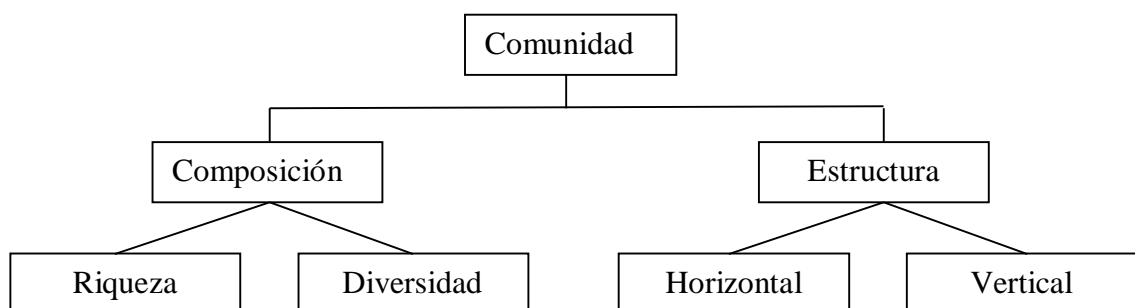 Comunidad
Composición
Estructura
Riqueza
Diversidad
Horizontal
Vertical